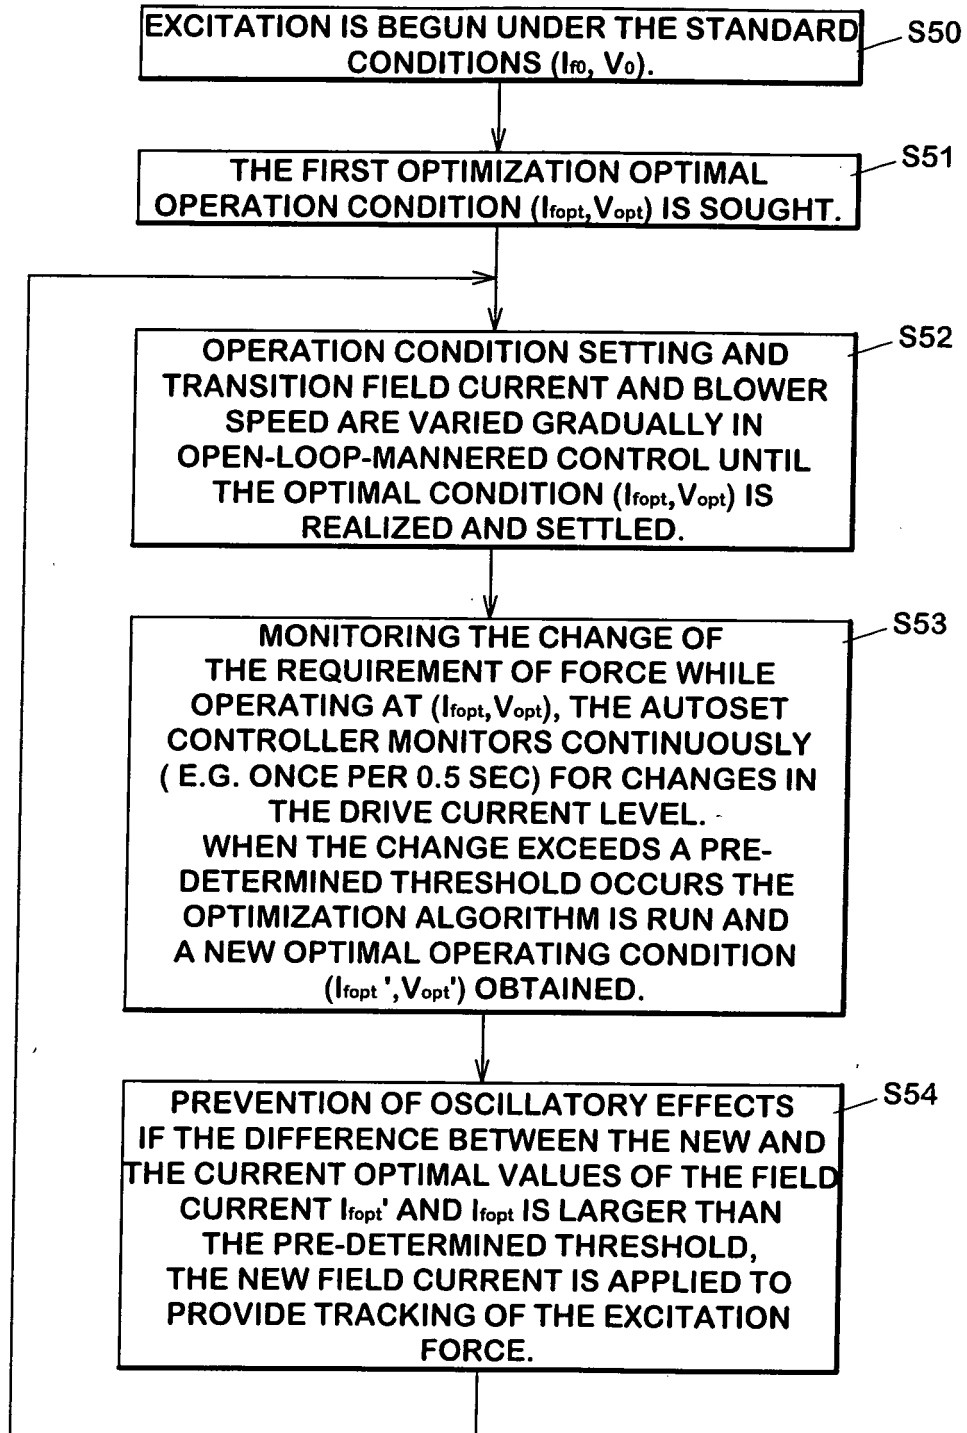 EXCITATION IS BEGUN UNDER THE STANDARD
CONDITIONS (If0, V0).
S50
THE FIRST OPTIMIZATION OPTIMAL
OPERATION CONDITION (Ifopt,Vopt) IS SOUGHT.
S51
OPERATION CONDITION SETTING AND
TRANSITION FIELD CURRENT AND BLOWER
SPEED ARE VARIED GRADUALLY IN
OPEN-LOOP-MANNERED CONTROL UNTIL
THE OPTIMAL CONDITION (Ifopt,Vopt) IS
REALIZED AND SETTLED.
S52
MONITORING THE CHANGE OF
THE REQUIREMENT OF FORCE WHILE
OPERATING AT (Ifopt,Vopt), THE AUTOSET
CONTROLLER MONITORS CONTINUOUSLY
( E.G. ONCE PER 0.5 SEC) FOR CHANGES IN
THE DRIVE CURRENT LEVEL.
WHEN THE CHANGE EXCEEDS A PRE-
DETERMINED THRESHOLD OCCURS THE
OPTIMIZATION ALGORITHM IS RUN AND
A NEW OPTIMAL OPERATING CONDITION
(Ifopt ',Vopt') OBTAINED.
S53
PREVENTION OF OSCILLATORY EFFECTS
IF THE DIFFERENCE BETWEEN THE NEW AND
THE CURRENT OPTIMAL VALUES OF THE FIELD
CURRENT Ifopt' AND Ifopt IS LARGER THAN
THE PRE-DETERMINED THRESHOLD,
THE NEW FIELD CURRENT IS APPLIED TO
PROVIDE TRACKING OF THE EXCITATION
FORCE.
S54